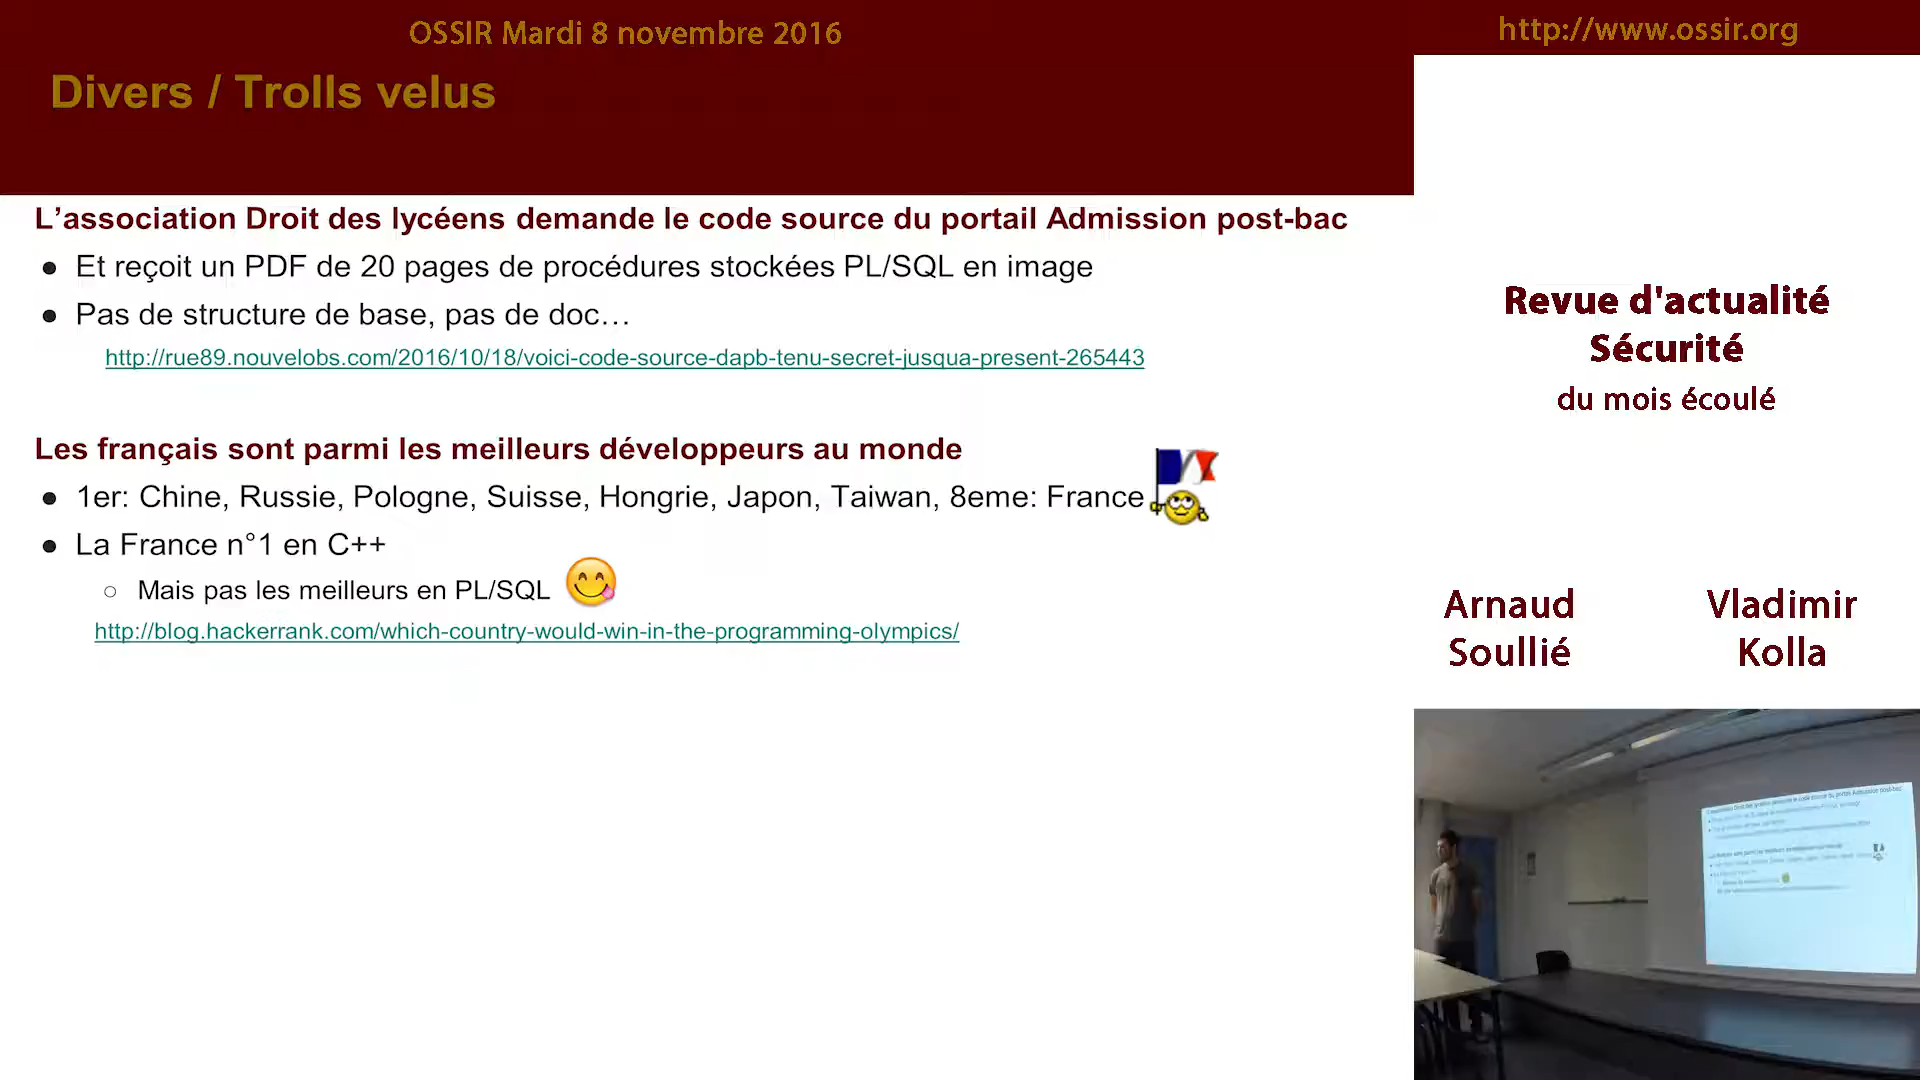 OSSIR Mardi 8 novembre 2016
http://www.ossir.org
Divers / Trolls velus
L’association Droit des lycéens demande le code source du portail Admission post-bac
● Et reçoit un PDF de 20 pages de procédures stockées PL/SQL en image
● Pas de structure de base, pas de doc…
http://rue89.nouvelobs.com/2016/10/18/voici-code-source-dapb-tenu-secret-jusqua-present-265443
Les français sont parmi les meilleurs développeurs au monde
● 1er: Chine, Russie, Pologne, Suisse, Hongrie, Japon, Taiwan, 8eme: France
● La France n°1 en C++
○ Mais pas les meilleurs en PL/SQL
http://blog.hackerrank.com/which-country-would-win-in-the-programming-olympics/
Revue d'actualité
Sécurité
du mois écoulé
Arnaud
Soullié
Vladimir
Kolla